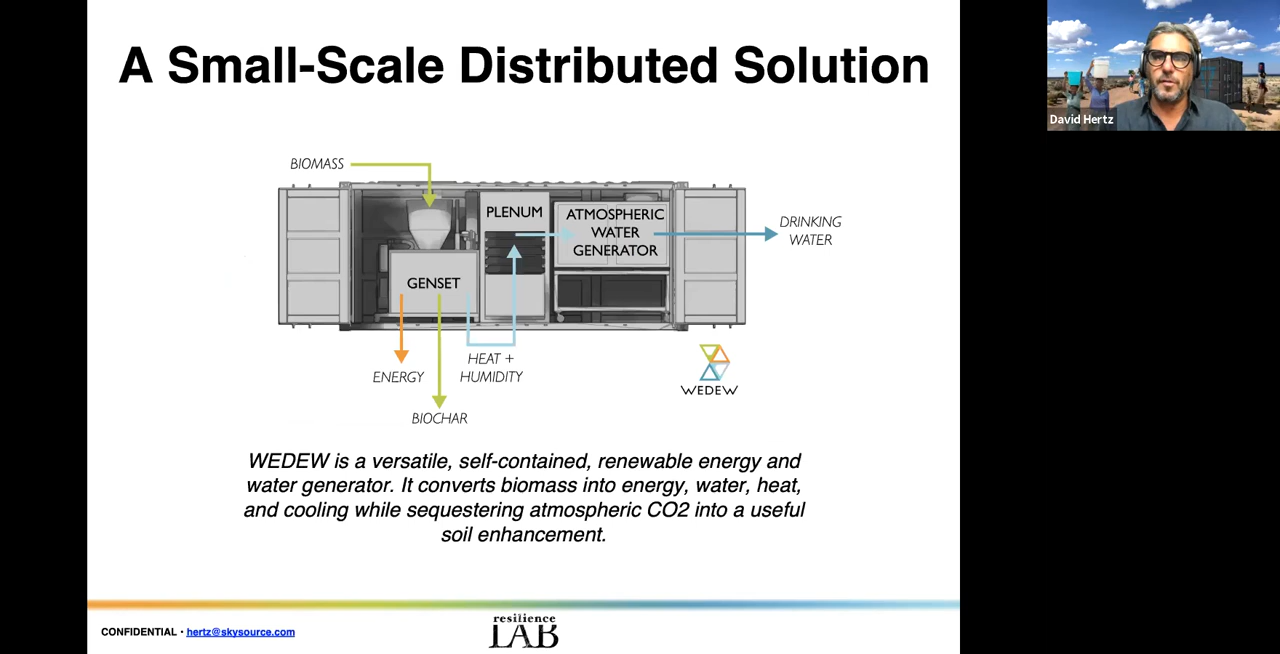 A Small-Scale Distributed Solution
David Hertz
BIOMASS
PLENUM
ATMOSPHERIC
WATER
GENERATOR
DRINKING
WATER
GENSET
HEAT +
HUMIDITY
ENERGY
BIOCHAR
WEDEW
WEDEW is a versatile, self-contained, renewable energy and
water generator. It converts biomass into energy, water, heat,
and cooling while sequestering atmospheric CO2 into a useful
soil enhancement.
CONFIDENTIAL · hertz@skysource.com
resilience
LAB